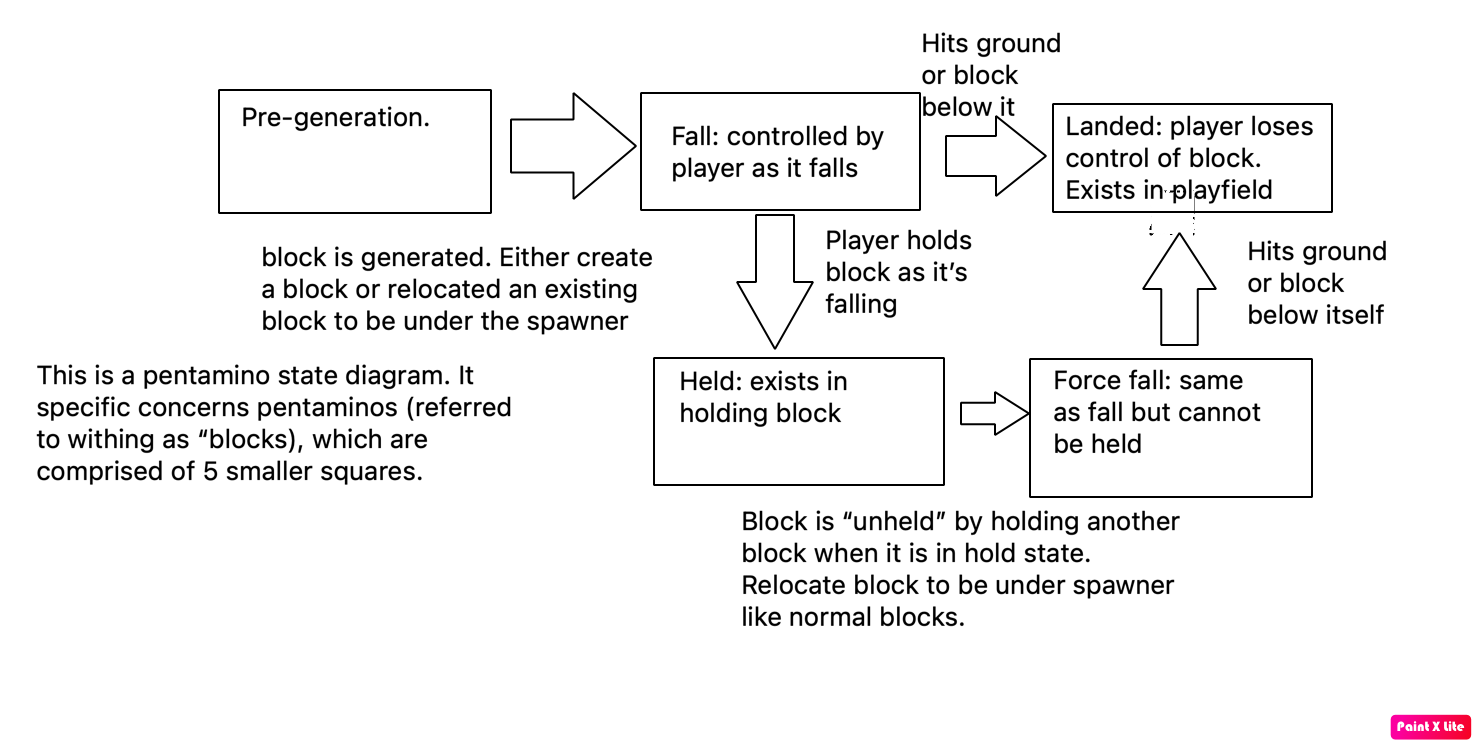 Pre-generation.
Fall: controlled by
player as it falls
Hits ground
or block
below it
Landed: player loses
control of block.
Exists in playfield
block is generated. Either create
a block or relocated an existing
block to be under the spawner
Player holds
block as it's
falling
Hits ground
or block
below itself
This is a pentamino state diagram. It
specific concerns pentaminos (referred
to withing as “blocks), which are
comprised of 5 smaller squares.
Held: exists in
holding block
Force fall: same
as fall but cannot
be held
Block is “unheld” by holding another
block when it is in hold state.
Relocate block to be under spawner
like normal blocks.
Paint X Lite